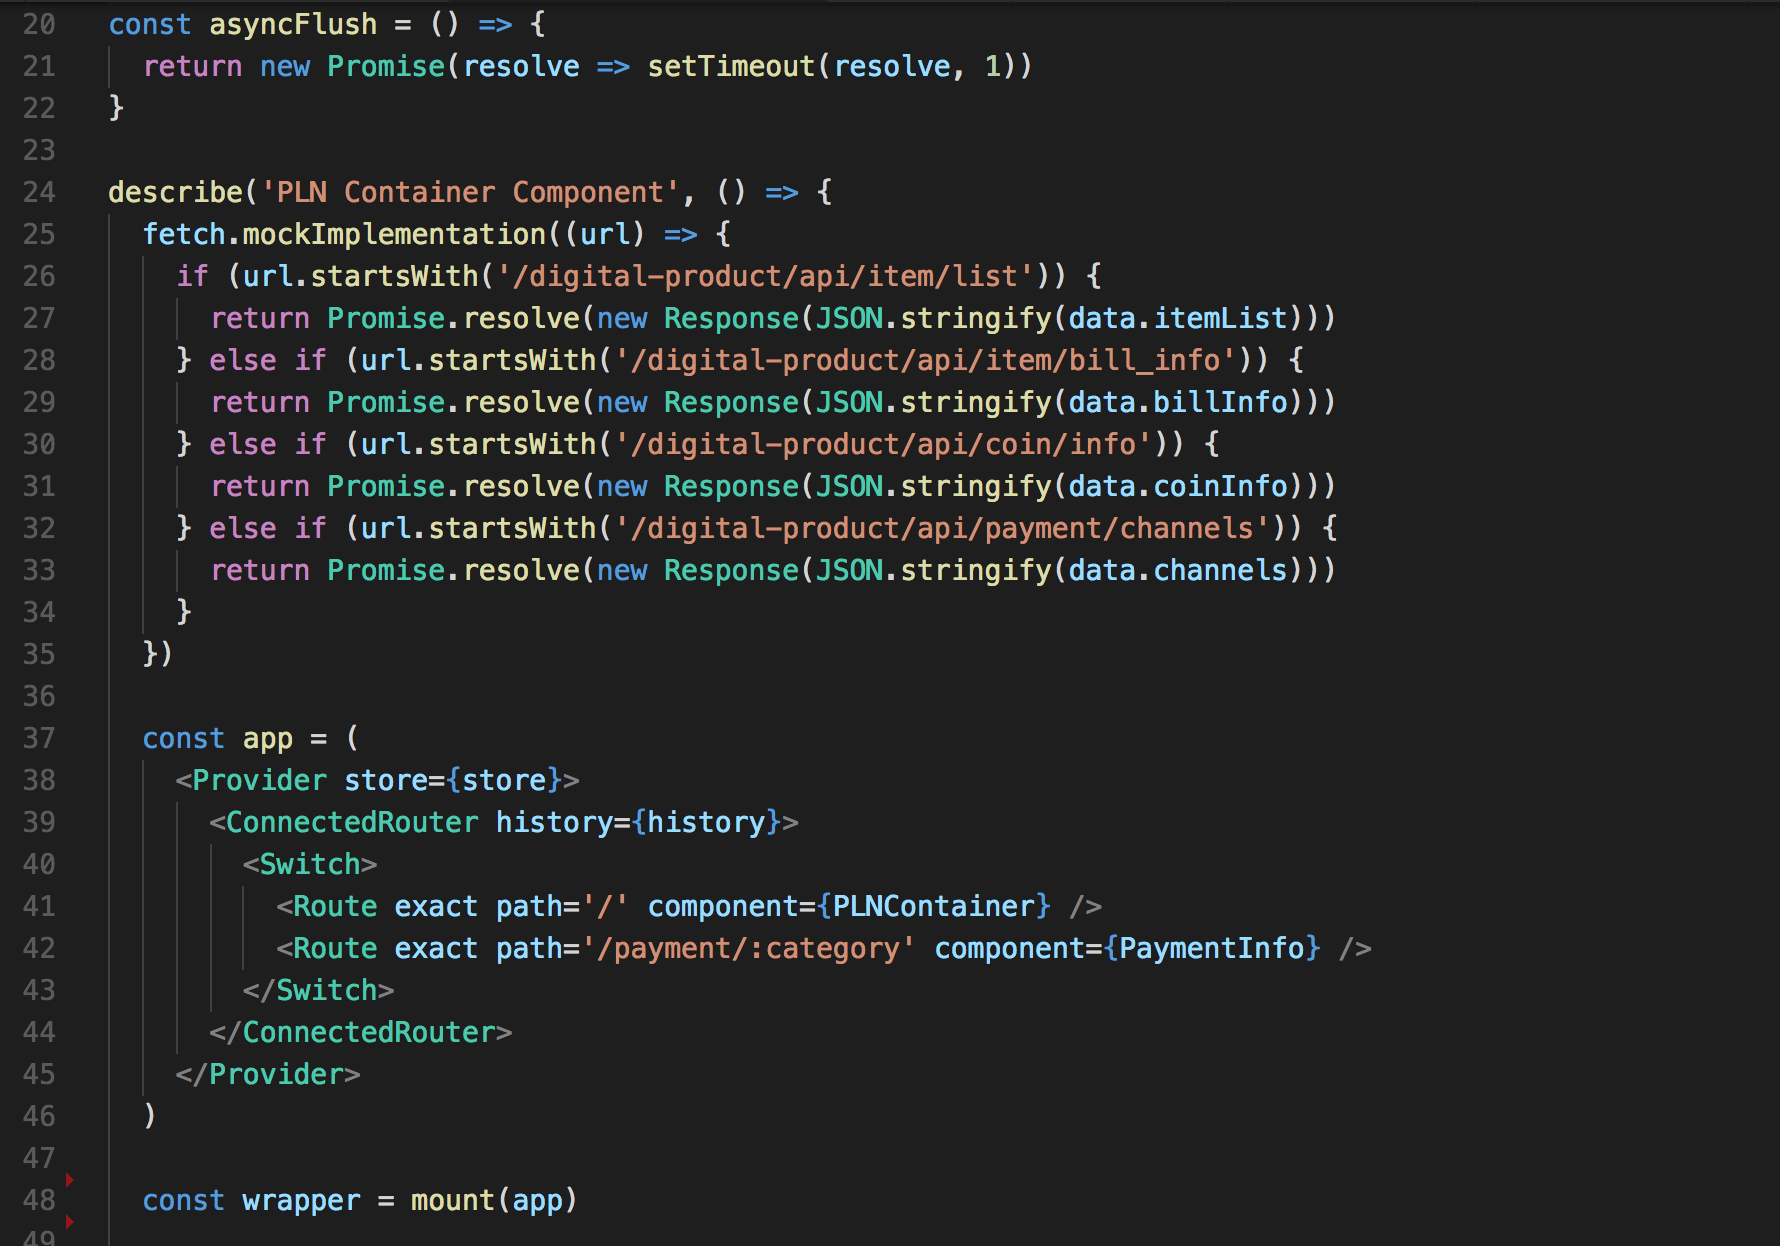 20 const asyncFlush = () => {
21   return new Promise(resolve => setTimeout(resolve, 1))
22 }
23
24 describe('PLN Container Component', () => {
25   fetch.mockImplementation((url) => {
26     if (url.startsWith('/digital-product/api/item/list')) {
27       return Promise.resolve(new Response(JSON.stringify(data.itemList)))
28     } else if (url.startsWith('/digital-product/api/item/bill_info')) {
29       return Promise.resolve(new Response(JSON.stringify(data.billInfo)))
30     } else if (url.startsWith('/digital-product/api/coin/info')) {
31       return Promise.resolve(new Response(JSON.stringify(data.coinInfo)))
32     } else if (url.startsWith('/digital-product/api/payment/channels')) {
33       return Promise.resolve(new Response(JSON.stringify(data.channels)))
34     }
35   })
36
37   const app = (
38     <Provider store={store}>
39       <ConnectedRouter history={history}>
40         <Switch>
41           <Route exact path='/' component={PLNContainer} />
42           <Route exact path='/payment/:category' component={PaymentInfo} />
43         </Switch>
44       </ConnectedRouter>
45     </Provider>
46   )
47
48   const wrapper = mount(app)
49